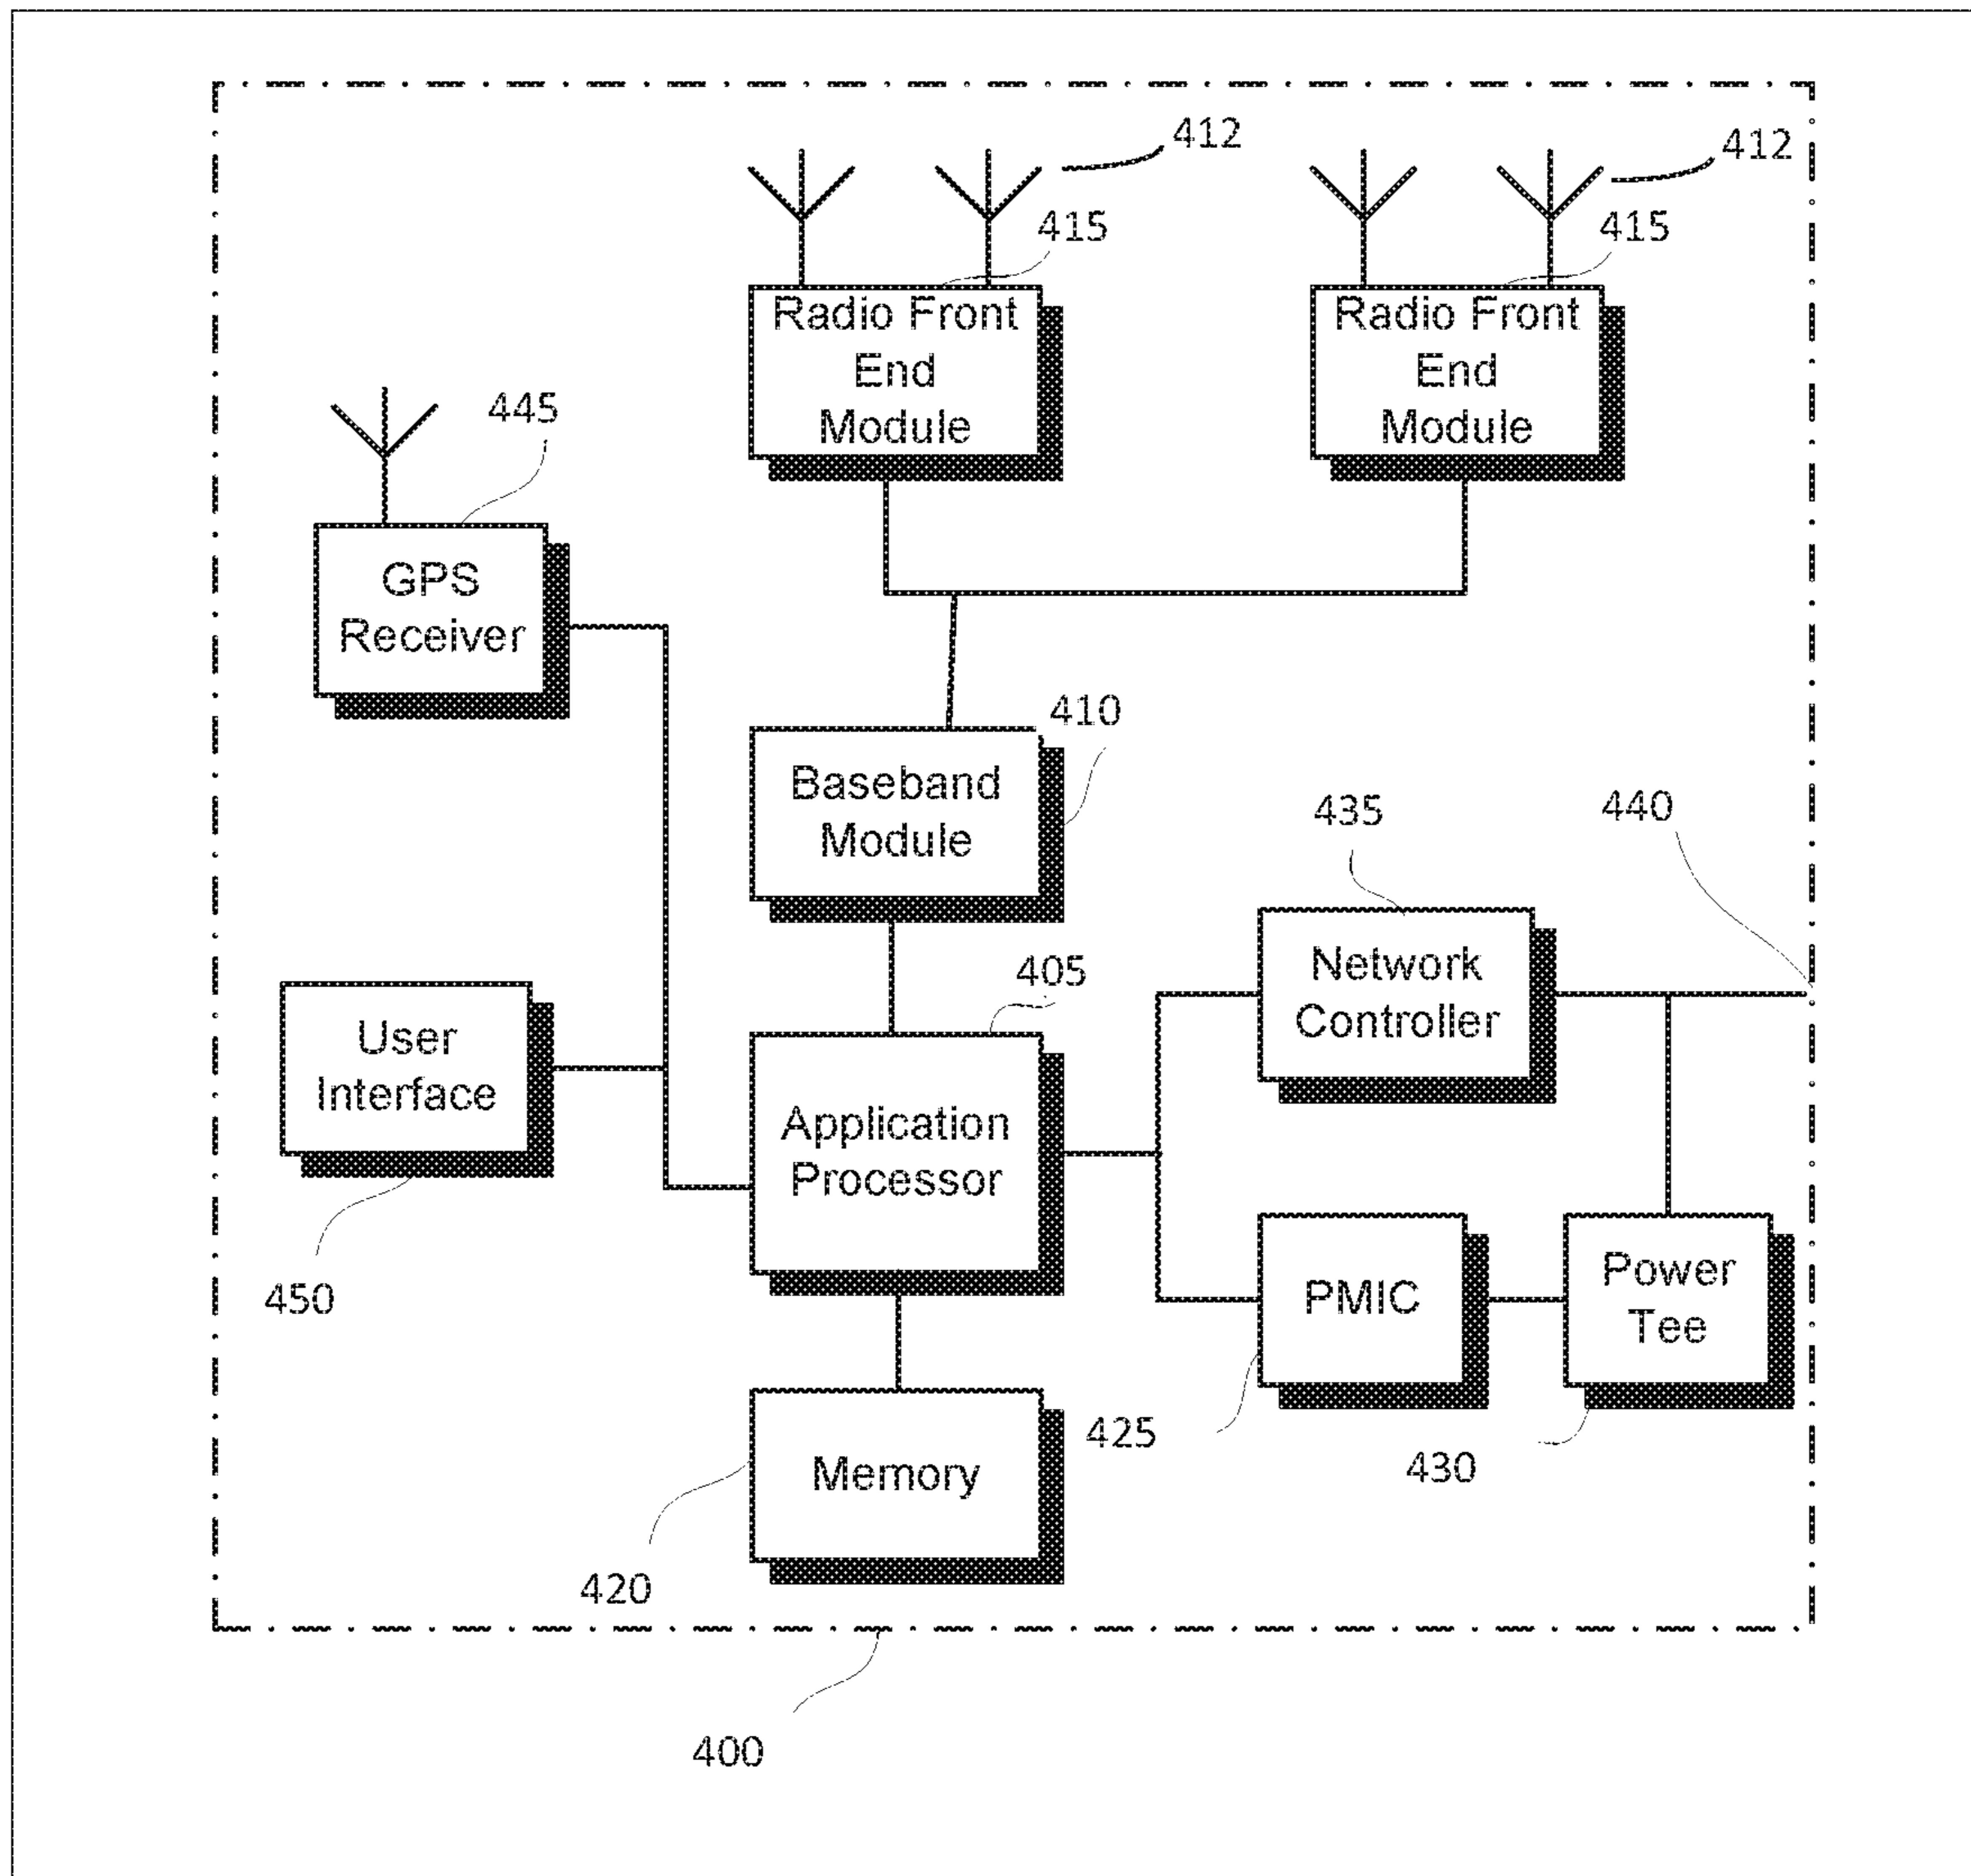 412
412
415
415
Radio Front
End
Module
Radio Front
End
Module
445
GPS
Receiver
410
Baseband
Module
435
440
405
Network
Controller
User
Interface
Application
Processor
450
PMIC
Power
Tee
425
430
Memory
420
400